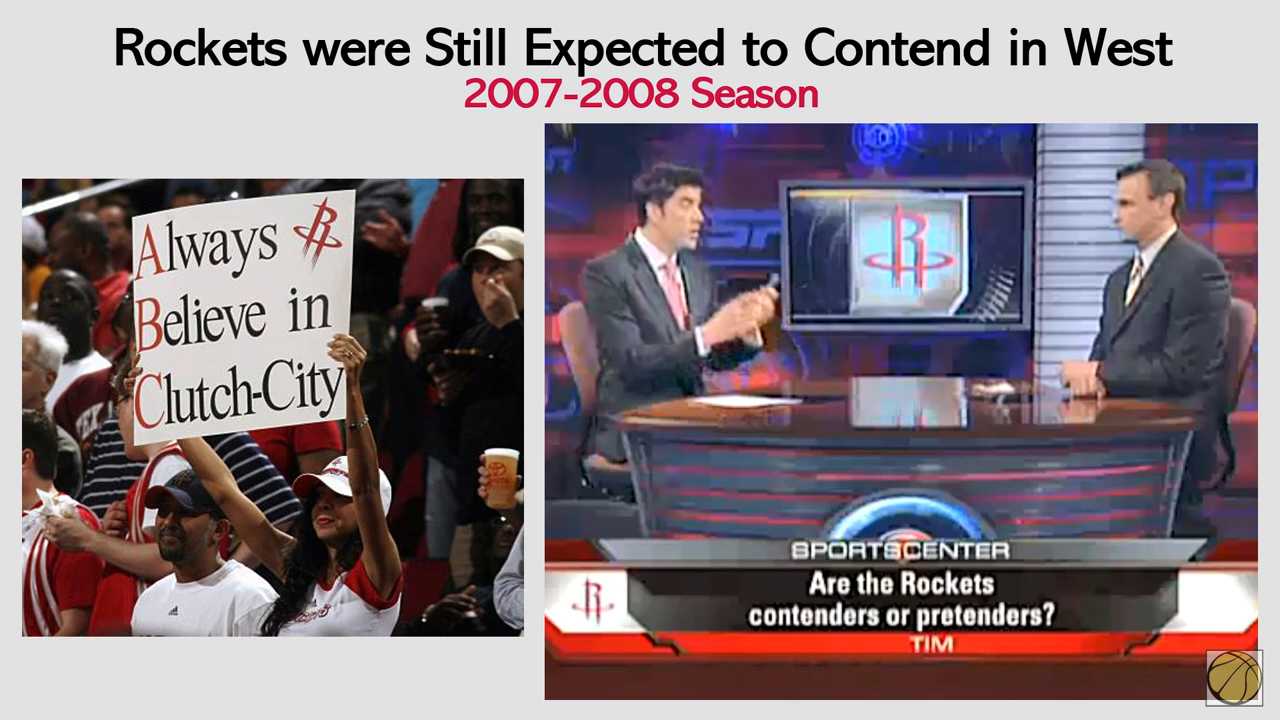 Rockets were Still Expected to Contend in West
2007-2008 Season
Always
Believe in
Clutch-City
SPORTSCENTER
Are the Rockets
contenders or pretenders?
TIM